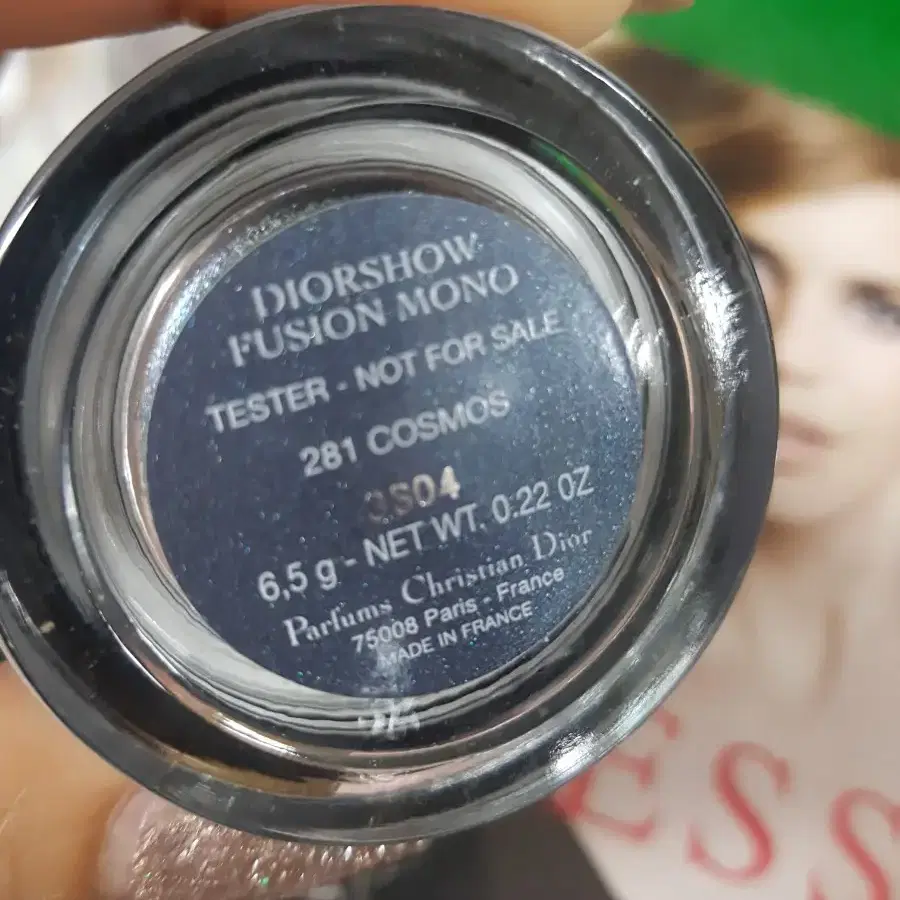 DIORSHOW
FUSION MONO
TESTER - NOT FOR SALE
281 COSMOS
3S04
6,5 g - NET WT. 0.22 OZ
Parfums Christian Dior
75008 Paris - France
MADE IN FRANCE
ESS